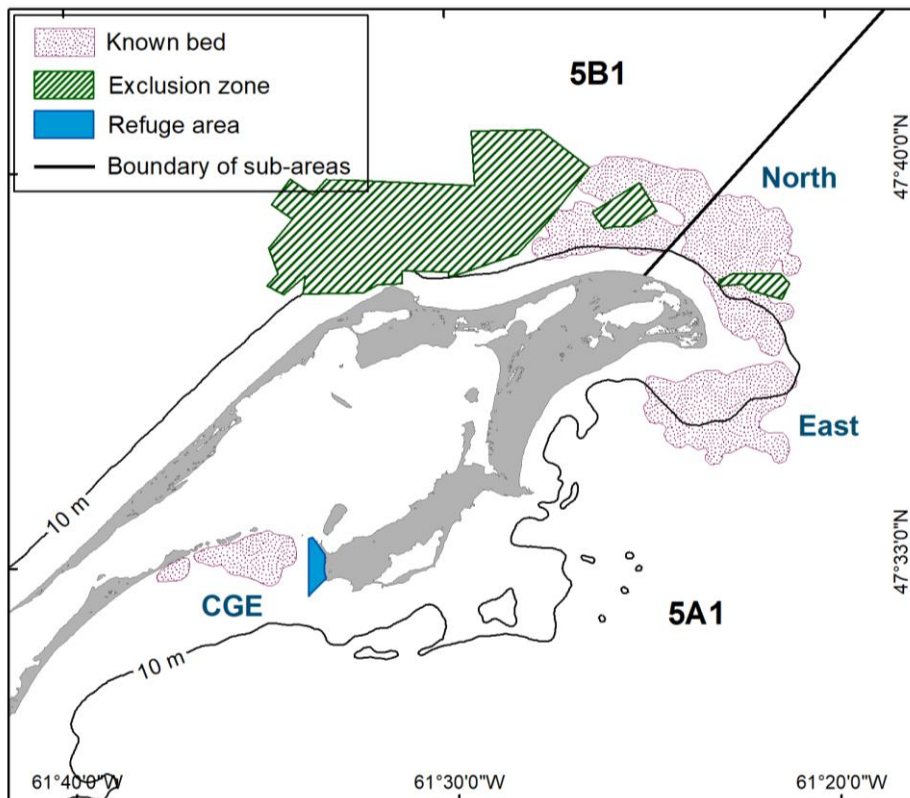 Known bed
Exclusion zone
Refuge area
Boundary of sub-areas
5B1
47°40'0"N
North
East
10 m
47°33'0"N
CGE
5A1
10 m
61°40'0"W
61°30'0"W
61°20'0"W